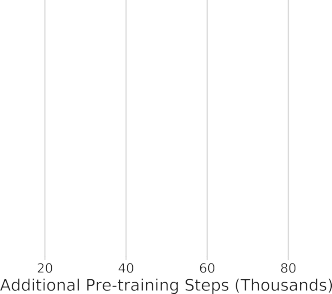 20 40 60 80
Additional Pre-training Steps (Thousands)